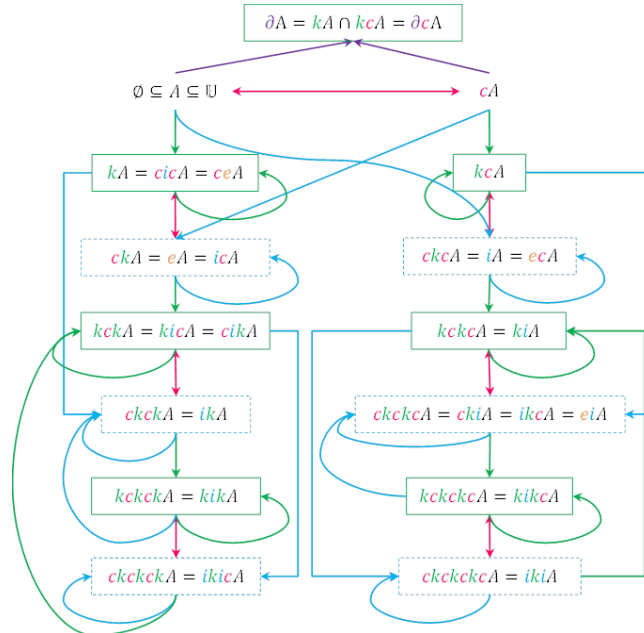 ∂A = kA ∩ kcA = ∂cA
∅ ⊆ A ⊆ 𝕌
cA
kA = cicA = ceA
kcA
ckA = eA = icA
ckcA = iA = ecA
kckA = kicA = cikA
kckcA = kiA
ckckA = ikA
ckckcA = ckiA = ikcA = eiA
kckckA = kikA
kckckcA = kikcA
ckckckA = ikicA
ckckckcA = ikiA